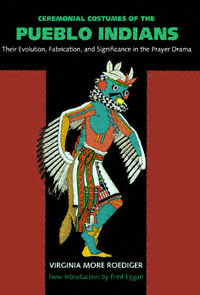 CEREMONIAL COSTUMES OF THE
PUEBLO INDIANS
Their Evolution, Fabrication, and Significance in the Prayer Drama
VIRGINIA MORE ROEDIGER
New Introduction by Fred Eggan